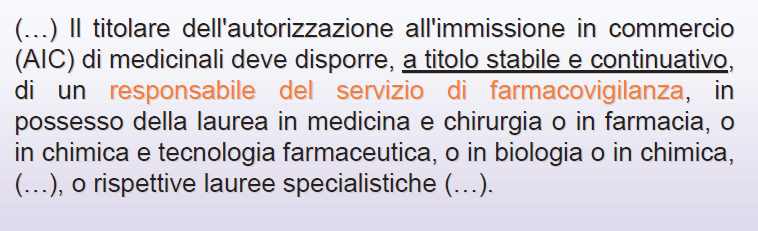 (…) Il titolare dell'autorizzazione all'immissione in commercio
(AIC) di medicinali deve disporre, a titolo stabile e continuativo,
di un responsabile del servizio di farmacovigilanza, in
possesso della laurea in medicina e chirurgia o in farmacia, o
in chimica e tecnologia farmaceutica, o in biologia o in chimica,
(…), o rispettive lauree specialistiche (…).